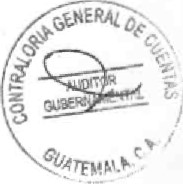 CONTRALORIA GENERAL DE CUENTAS
AUDITOR
GUBERNAMENTAL
GUATEMALA, C.A.